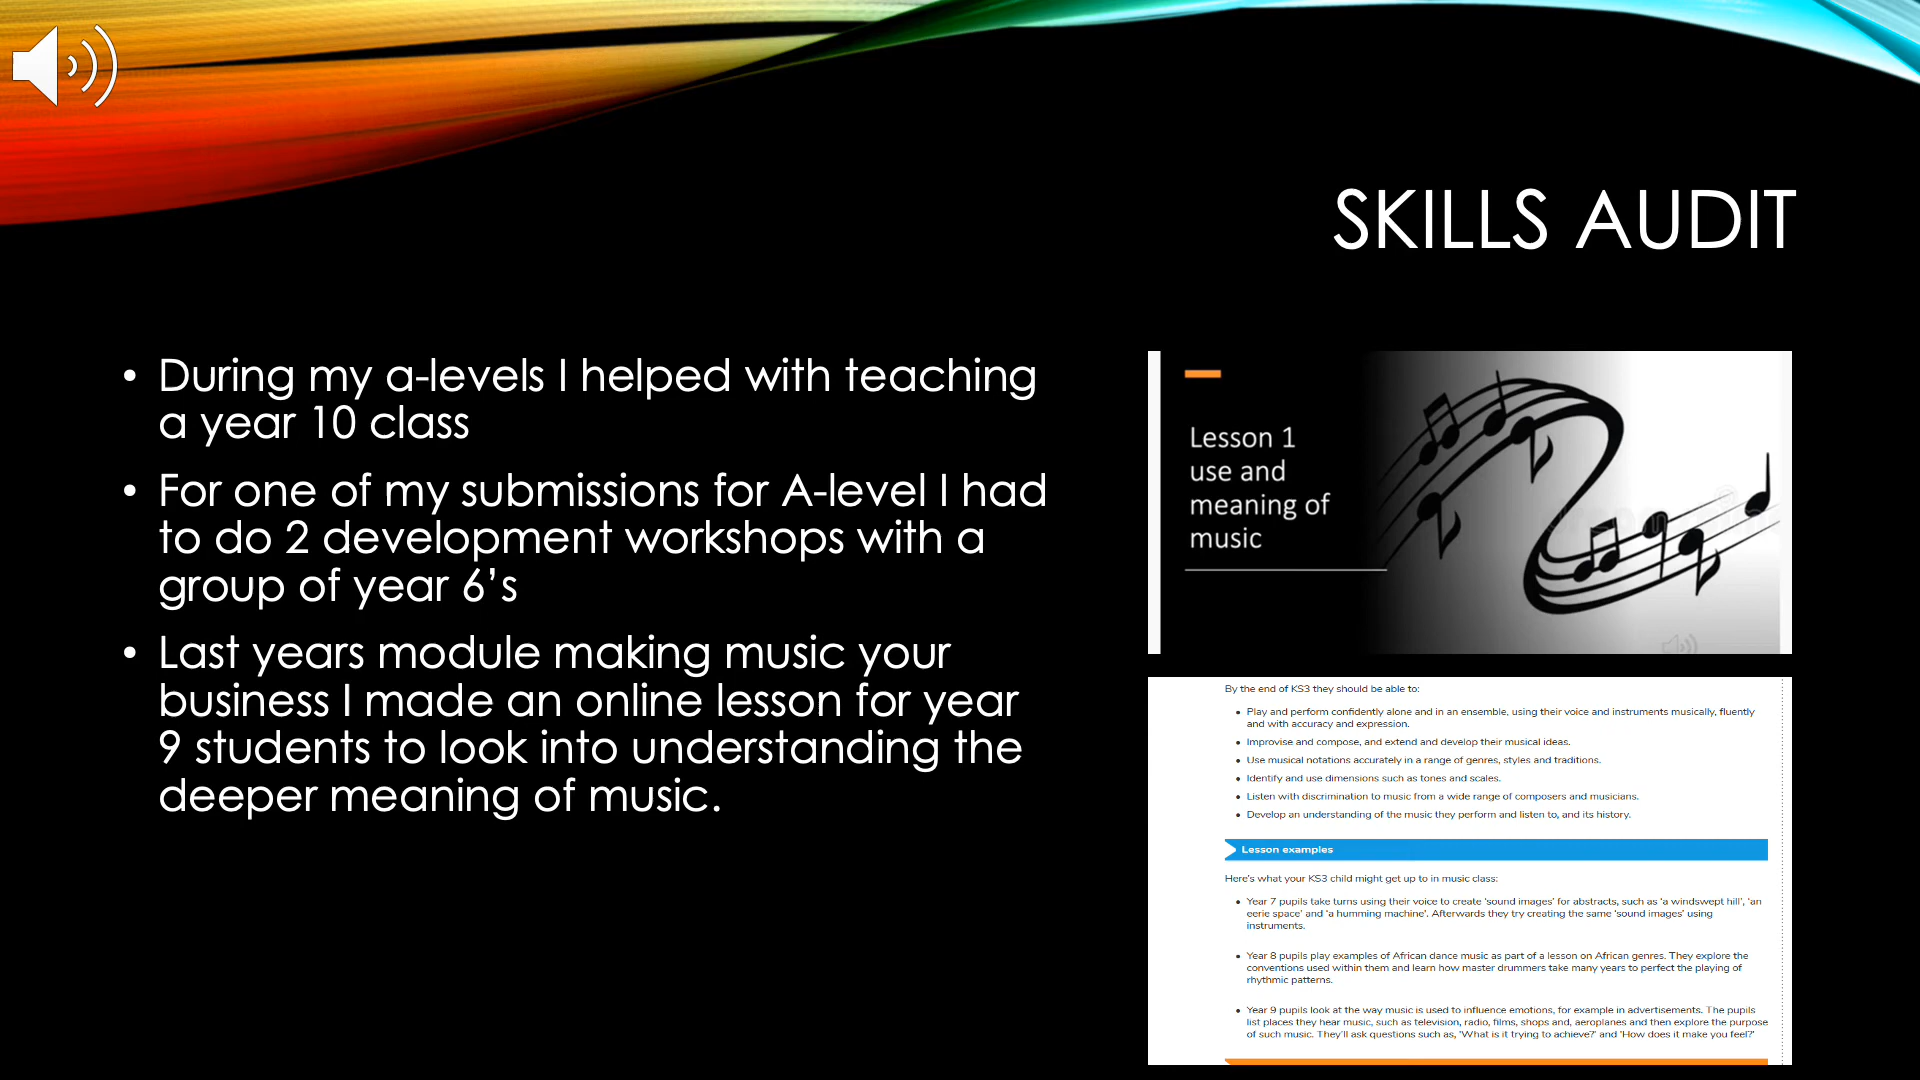 SKILLS AUDIT
• During my a-levels I helped with teaching
a year 10 class
• For one of my submissions for A-level I had
to do 2 development workshops with a
group of year 6’s
• Last years module making music your
business I made an online lesson for year
9 students to look into understanding the
deeper meaning of music.
Lesson 1
use and
meaning of
music
By the end of KS3 they should be able to:
• Play and perform confidently alone and in an ensemble, using their voice and instruments musically, fluently
and with accuracy and expression.
• Improvise and compose, and extend and develop their musical ideas.
• Use musical notations accurately in a range of genres, styles and traditions.
• Identify and use dimensions such as tones and scales.
• Listen with discrimination to music from a wide range of composers and musicians.
• Develop an understanding of the music they perform and listen to, and its history.
Lesson examples
Here's what your KS3 child might get up to in music class:
• Year 7 pupils take turns using their voice to create 'sound images' for abstracts, such as 'a windswept hill', 'an
eerie space' and 'a humming machine'. Afterwards they try creating the same 'sound images' using
instruments.
• Year 8 pupils play examples of African dance music as part of a lesson on African genres. They explore the
conventions used within them and learn how master drummers take many years to perfect the playing of
rhythmic patterns.
• Year 9 pupils look at the way music is used to influence emotions, for example in advertisements. The pupils
list places they hear music, such as television, radio, films, shops and, aeroplanes and then explore the purpose
of such music. They'll ask questions such as, 'What is it trying to achieve?' and 'How does it make you feel?'